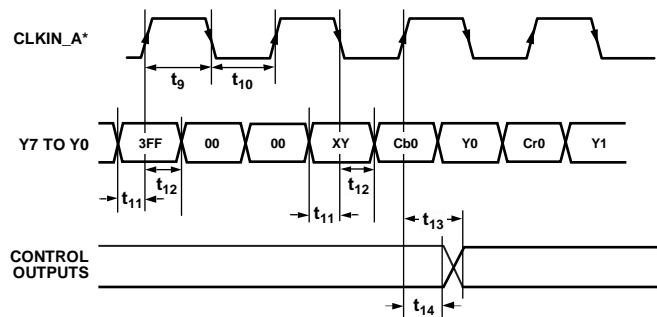 CLKIN_A*
t9
t10
Y7 TO Y0
3FF
00
00
XY
Cb0
Y0
Cr0
Y1
t11
t12
t11
t12
t13
CONTROL
OUTPUTS
t14